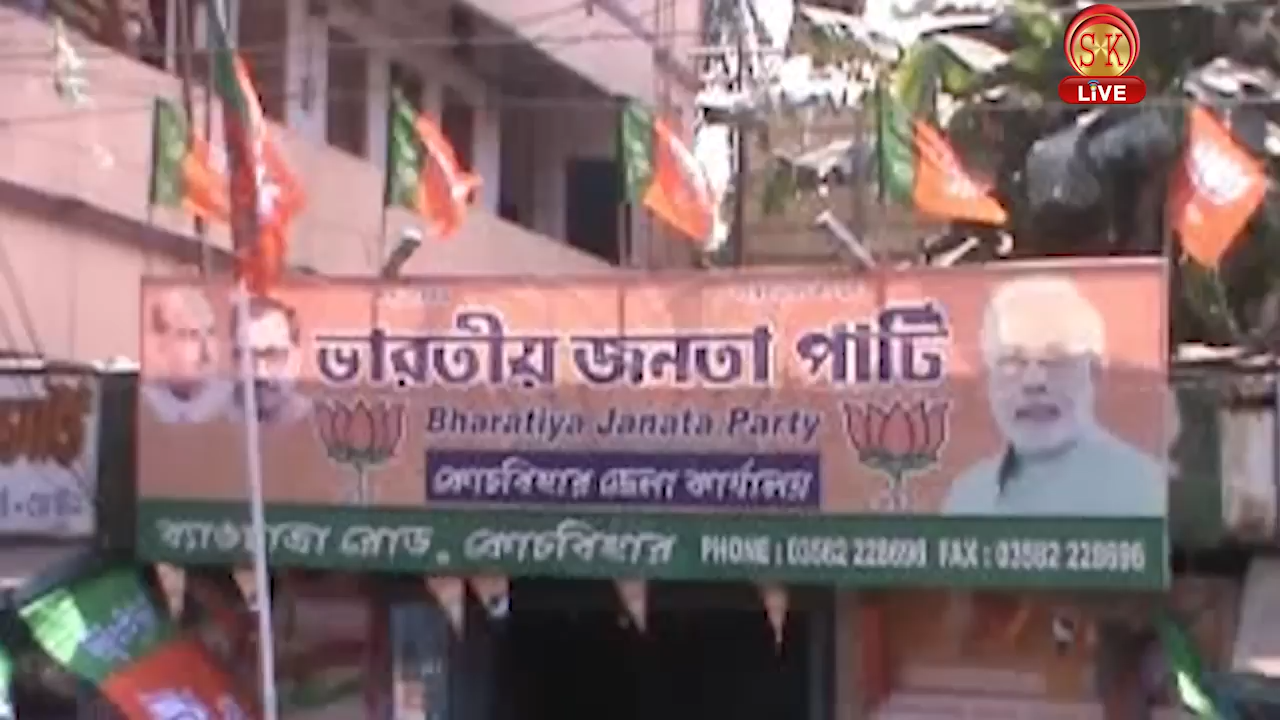 SK
LiVE
ভারতীয় জনতা পার্টি
Bharatiya Janata Party
কোচবিহার জেলা কার্যালয়
রোড, কোচবিহার PHONE : 03582 228696 FAX : 03582 228696